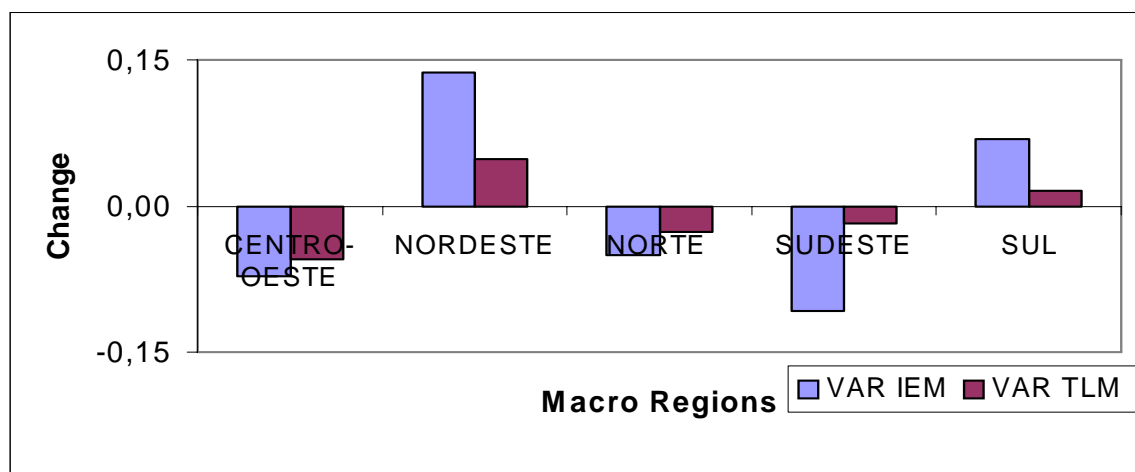 0,15
0,00
-0,15
Change
CENTRO-
OESTE
NORDESTE
NORTE
SUDESTE
SUL
Macro Regions
VAR IEM
VAR TLM